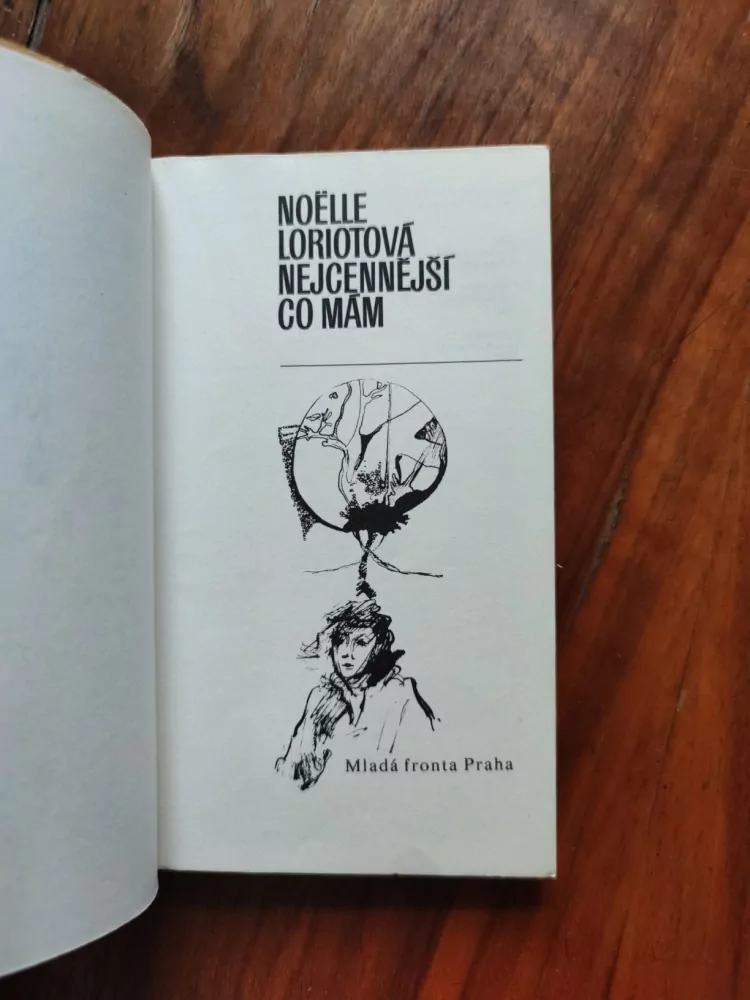 NOËLLE
LORIOTOVÁ
NEJCENNĚJŠÍ
CO MÁM
Mladá fronta Praha